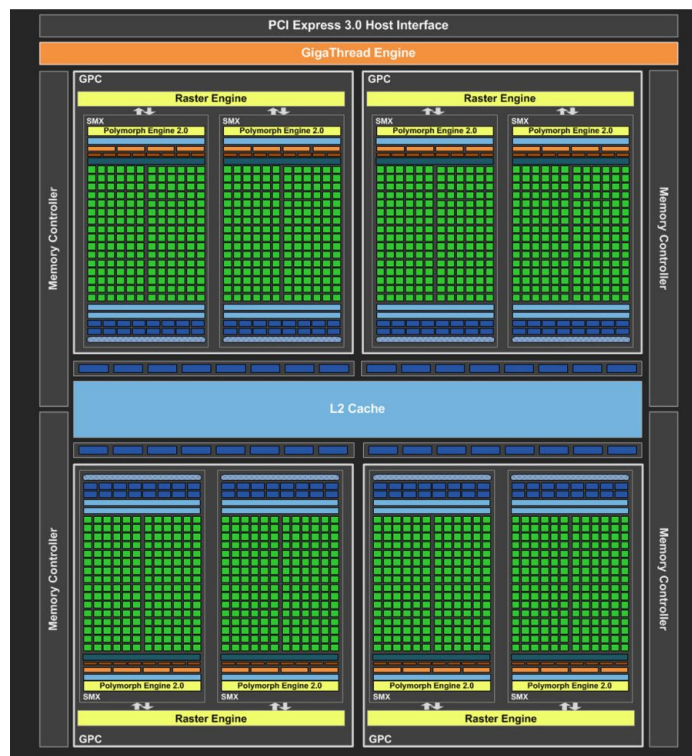 PCI Express 3.0 Host Interface
GigaThread Engine
Memory Controller
GPC
Raster Engine
SMX
Polymorph Engine 2.0
Polymorph Engine 2.0
GPC
Raster Engine
SMX
Polymorph Engine 2.0
SMX
Polymorph Engine 2.0
Memory Controller
L2 Cache
Memory Controller
Polymorph Engine 2.0
SMX
Polymorph Engine 2.0
SMX
Raster Engine
GPC
Polymorph Engine 2.0
SMX
Polymorph Engine 2.0
SMX
Raster Engine
GPC
Memory Controller